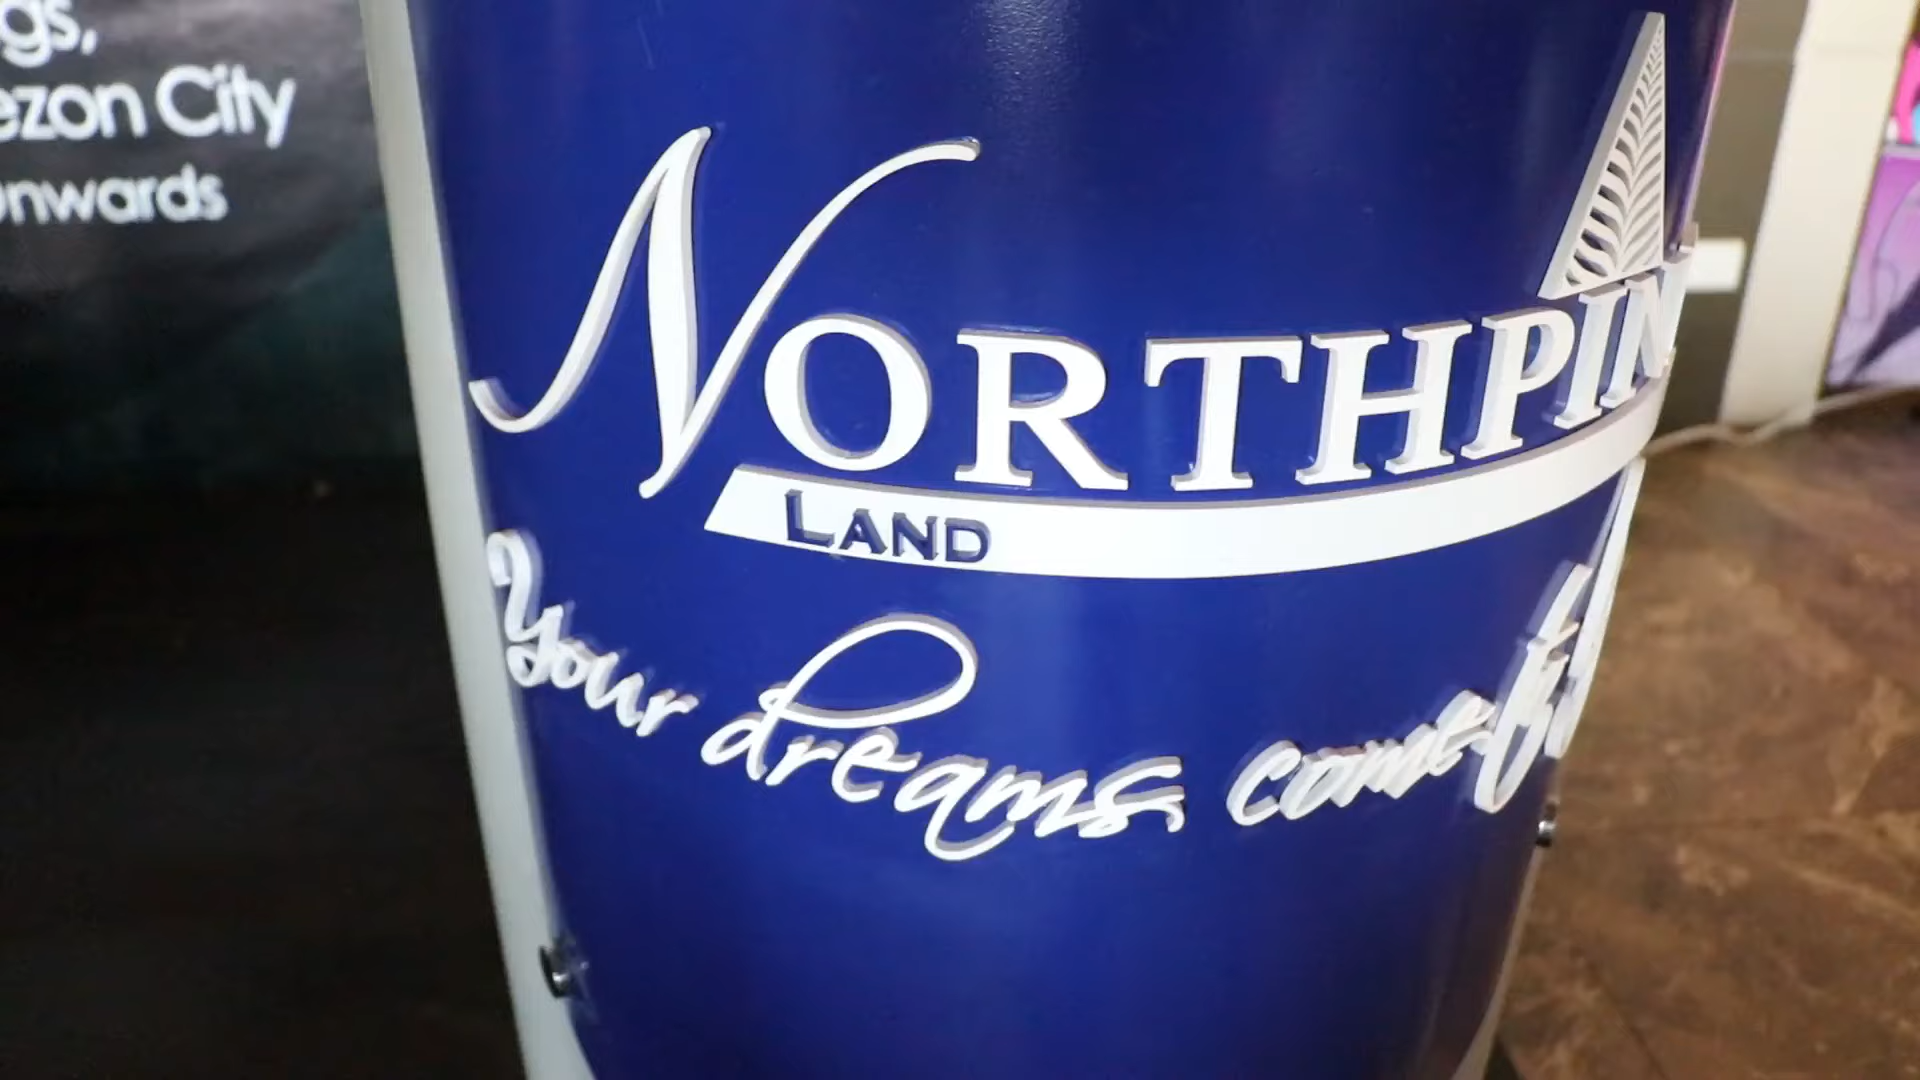 gs,
ezon City
onwards
NORTHPIN
LAND
Your dreams come